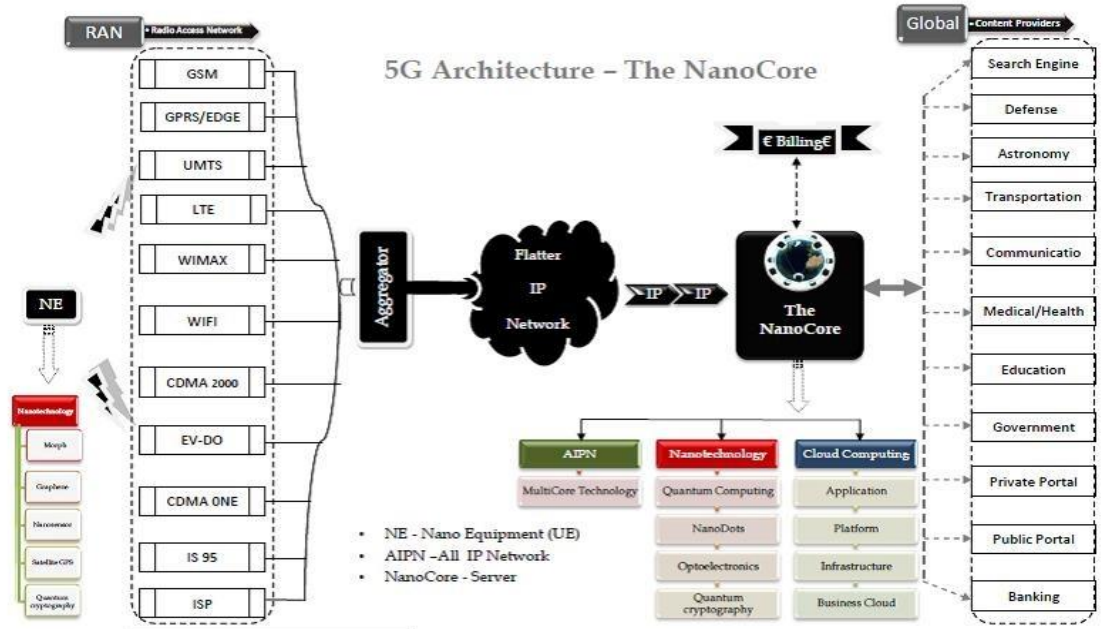 RAN
Radio Access Network
Global
Content Providers
5G Architecture – The NanoCore
GSM
GPRS/EDGE
UMTS
LTE
WIMAX
WIFI
CDMA 2000
EV-DO
CDMA ONE
IS 95
ISP
NE
Nanotechnology
Morph
Graphene
Nanosensor
Satellite GPS
Quantum
cryptography
Aggregator
Flatter
IP
Network
IP
IP
€ Billing€
The
NanoCore
AIPN
MultiCore Technology
Nanotechnology
Quantum Computing
NanoDots
Optoelectronics
Quantum
cryptography
Cloud Computing
Application
Platform
Infrastructure
Business Cloud
• NE - Nano Equipment (UE)
• AIPN –All IP Network
• NanoCore - Server
Search Engine
Defense
Astronomy
Transportation
Communicatio
Medical/Health
Education
Government
Private Portal
Public Portal
Banking